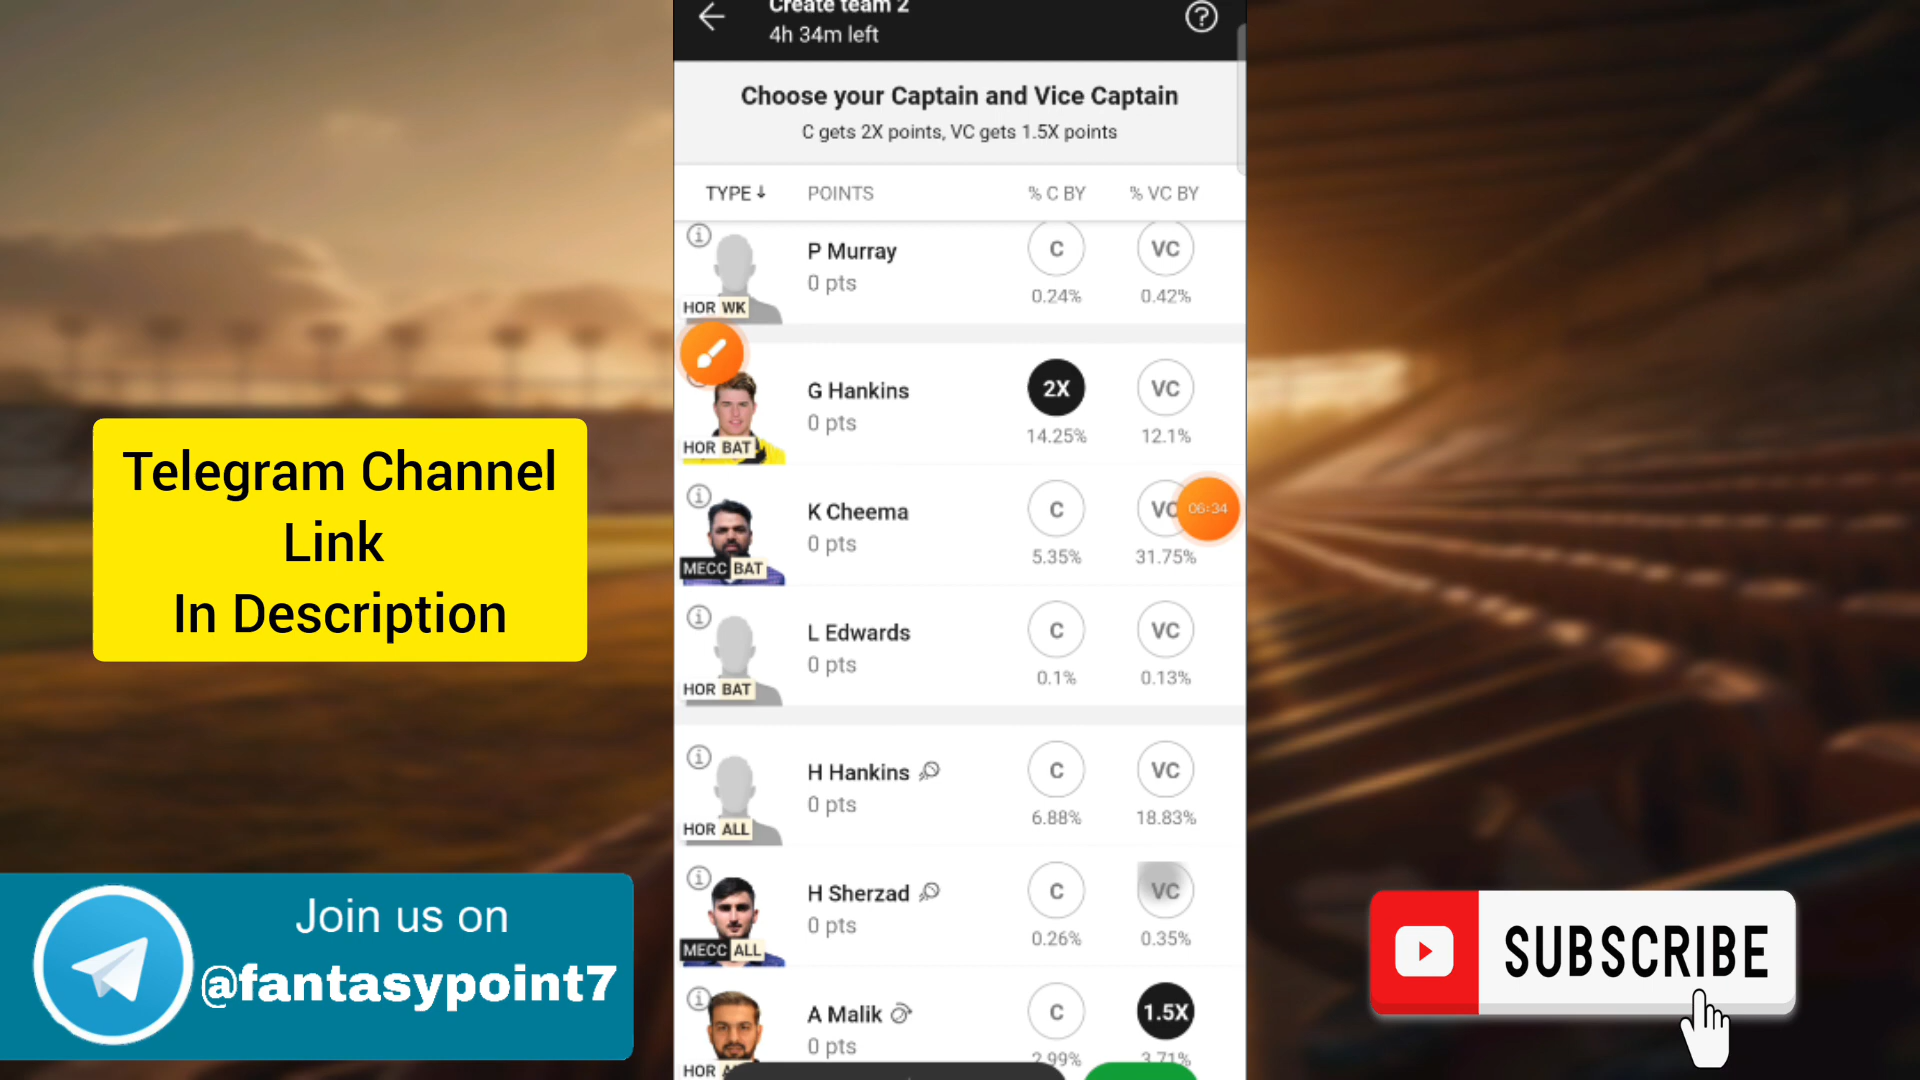 Create team 2
4h 34m left
Choose your Captain and Vice Captain
C gets 2X points, VC gets 1.5X points
TYPE↓ POINTS % C BY % VC BY
P Murray C VC
0 pts 0.24% 0.42%
HOR WK
G Hankins 2X VC
0 pts 14.25% 12.1%
HOR BAT
K Cheema C VC 06:34
0 pts 5.35% 31.75%
MECC BAT
L Edwards C VC
0 pts 0.1% 0.13%
HOR BAT
H Hankins C VC
0 pts 6.88% 18.83%
HOR ALL
H Sherzad C VC
0 pts 0.26% 0.35%
MECC ALL
A Malik C 1.5X
0 pts 2.99% 3.71%
HOR
Telegram Channel
Link
In Description
Join us on
@fantasypoint7
SUBSCRIBE